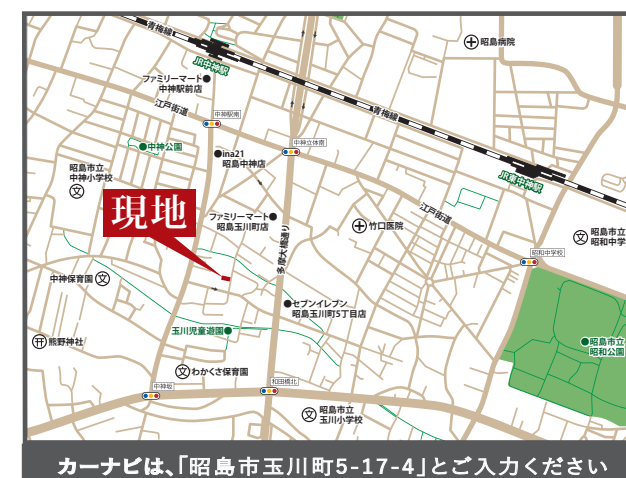 青梅線
昭島病院
JR中神駅
ファミリーマート
中神駅前店
江戸街道
中神駅南
青梅線
中神立体南
中神公園
ina21
昭島中神店
昭島市立
中神小学校
文
JR東中神駅
現地
江戸街道
ファミリーマート
昭島玉川町店
竹口医院
多摩大橋通り
文
昭島市立
昭和中学
昭和中学校
中神保育園
文
セブンイレブン
昭島玉川町5丁目店
玉川児童遊園
熊野神社
昭島市立
昭和公園
文
わかくさ保育園
中神坂
和田橋北
文
昭島市立
玉川小学校
カーナビは、「昭島市玉川町5-17-4」とご入力ください